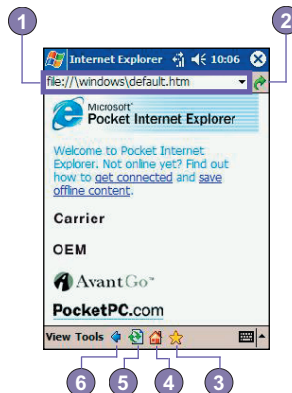 1
2
Internet Explorer 10:06
file://\windows\default.htm
Microsoft®
Pocket Internet Explorer
Welcome to Pocket Internet
Explorer. Not online yet? Find out
how to get connected and save
offline content.
Carrier
OEM
AvantGo™
PocketPC.com
View Tools
6
5
4
3